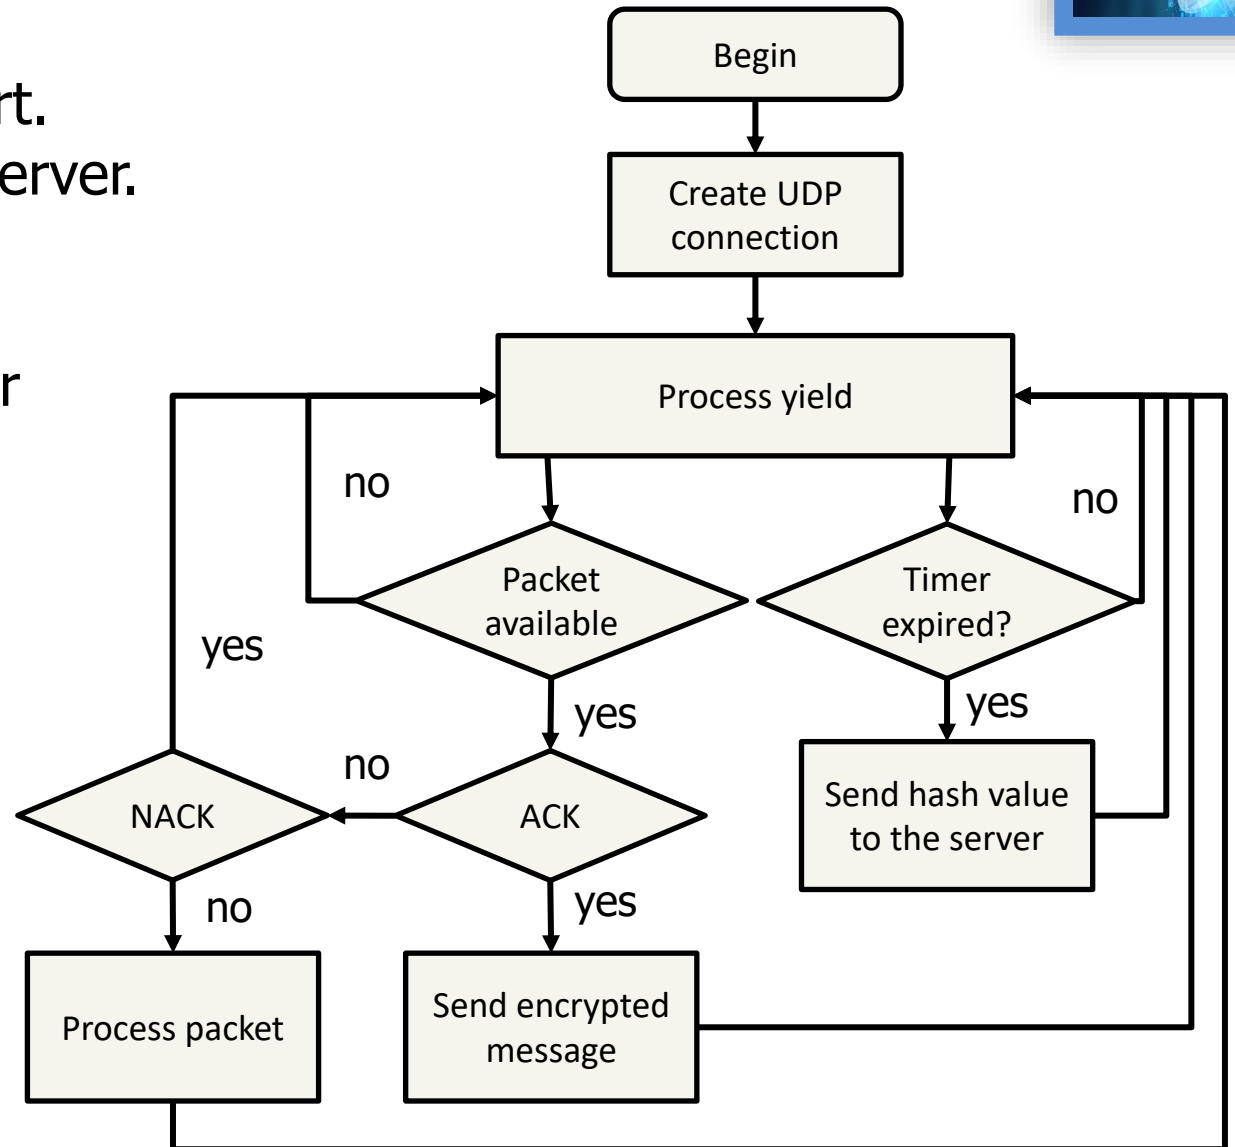 rt.
erver.
r
Begin
Create UDP
connection
Process yield
no
no
Packet
available
Timer
expired?
yes
yes
yes
no
NACK
ACK
Send hash value
to the server
no
yes
Process packet
Send encrypted
message